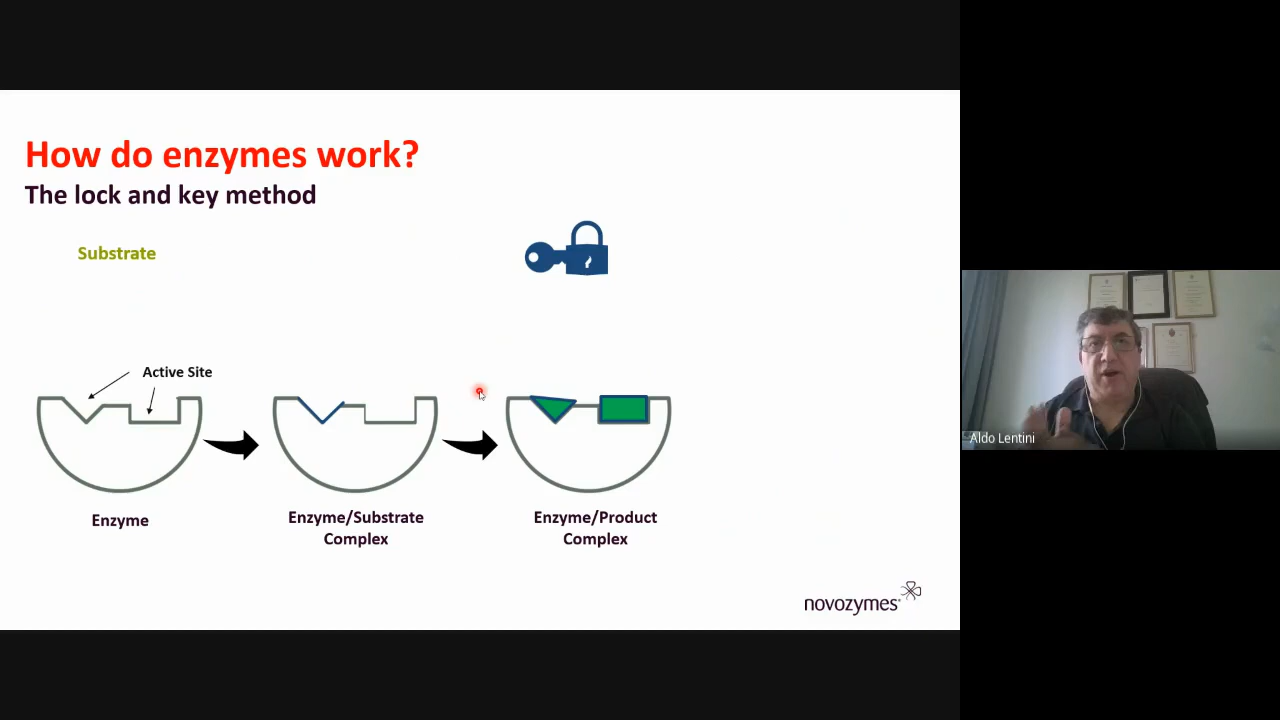 How do enzymes work?
The lock and key method
Substrate
Active Site
Enzyme
Enzyme/Substrate
Complex
Enzyme/Product
Complex
novozymes
Aldo Lentini